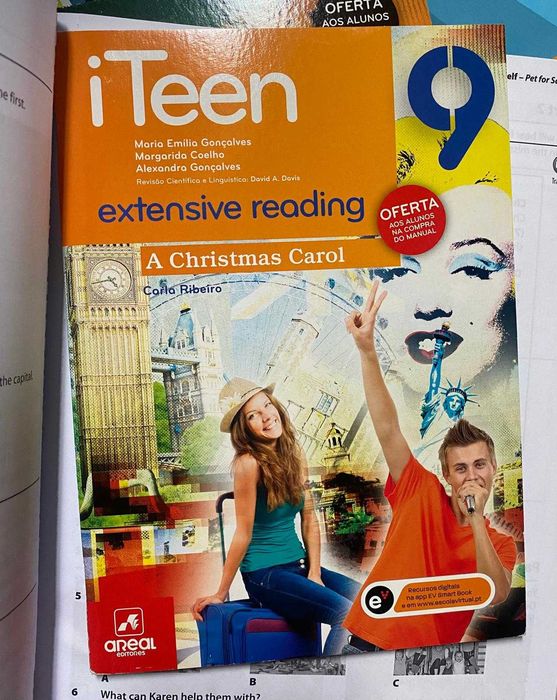 OFERTA
AOS ALUNOS
e first.
elf – Pet for Se
iTeen
9
Maria Emília Gonçalves
Margarida Coelho
Alexandra Gonçalves
Revisão Científica e Linguística: David A. Davis
extensive reading
OFERTA
AOS ALUNOS
NA COMPRA
DO MANUAL
A Christmas Carol
Carla Ribeiro
the capital.
Recursos digitais
na app EV Smart Book
e em www.escolavirtual.pt
ev
AREAL
EDITORES
5
A
B
C
6 What can Karen help them with?